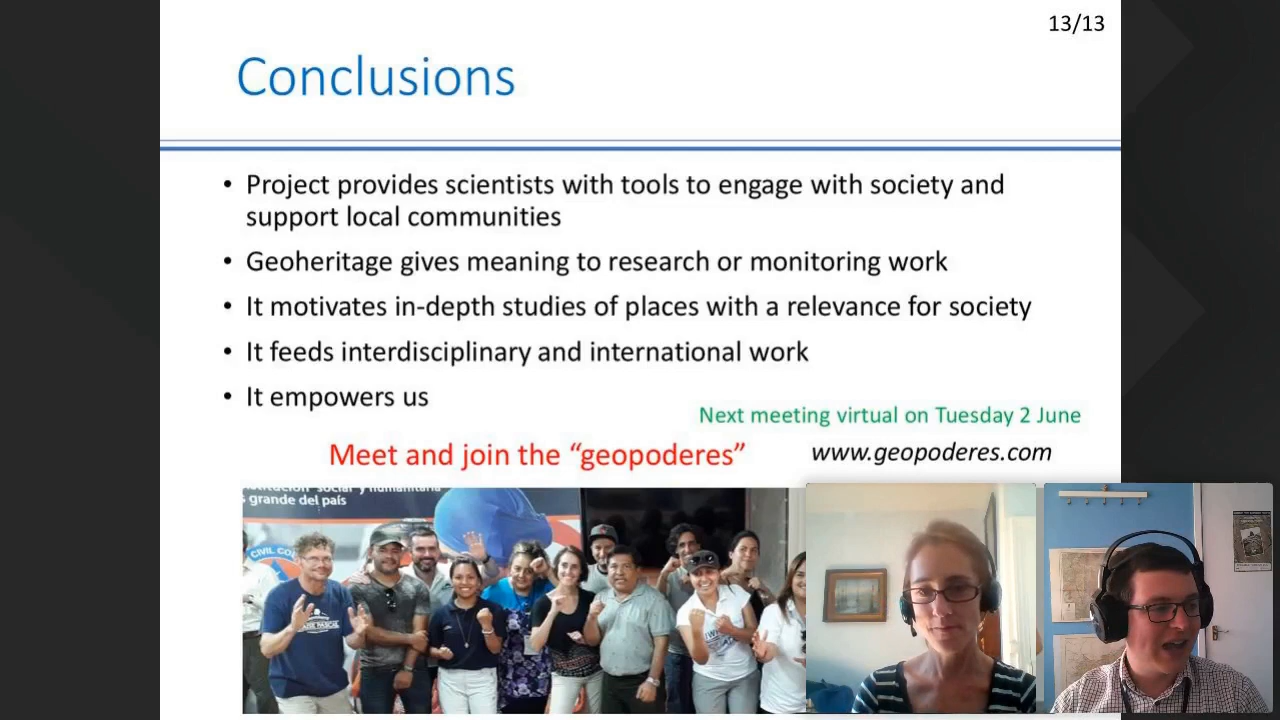 13/13
Conclusions
• Project provides scientists with tools to engage with society and
support local communities
• Geoheritage gives meaning to research or monitoring work
• It motivates in-depth studies of places with a relevance for society
• It feeds interdisciplinary and international work
• It empowers us
Next meeting virtual on Tuesday 2 June
Meet and join the “geopoderes”
www.geopoderes.com
social y humanitaria
grande del país
CIVIL
PASCAL